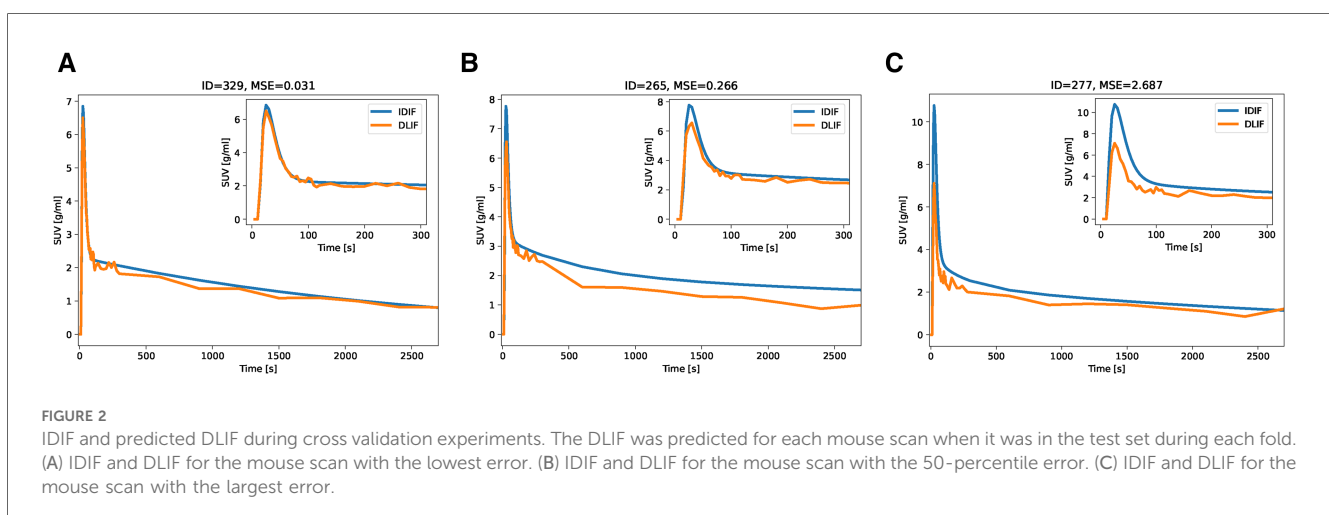 A
ID=329, MSE=0.031
7
6
5
4
3
2
1
0
SUV [g/ml]
0 500 1000 1500 2000 2500
Time [s]
IDIF
DLIF
6
4
2
0
SUV [g/ml]
0 100 200 300
Time [s]
B
ID=265, MSE=0.266
8
7
6
5
4
3
2
1
0
SUV [g/ml]
0 500 1000 1500 2000 2500
Time [s]
IDIF
DLIF
8
6
4
2
0
SUV [g/ml]
0 100 200 300
Time [s]
C
ID=277, MSE=2.687
10
8
6
4
2
0
SUV [g/ml]
0 500 1000 1500 2000 2500
Time [s]
IDIF
DLIF
10
8
6
4
2
0
SUV [g/ml]
0 100 200 300
Time [s]
FIGURE 2
IDIF and predicted DLIF during cross validation experiments. The DLIF was predicted for each mouse scan when it was in the test set during each fold.
(A) IDIF and DLIF for the mouse scan with the lowest error. (B) IDIF and DLIF for the mouse scan with the 50-percentile error. (C) IDIF and DLIF for the
mouse scan with the largest error.